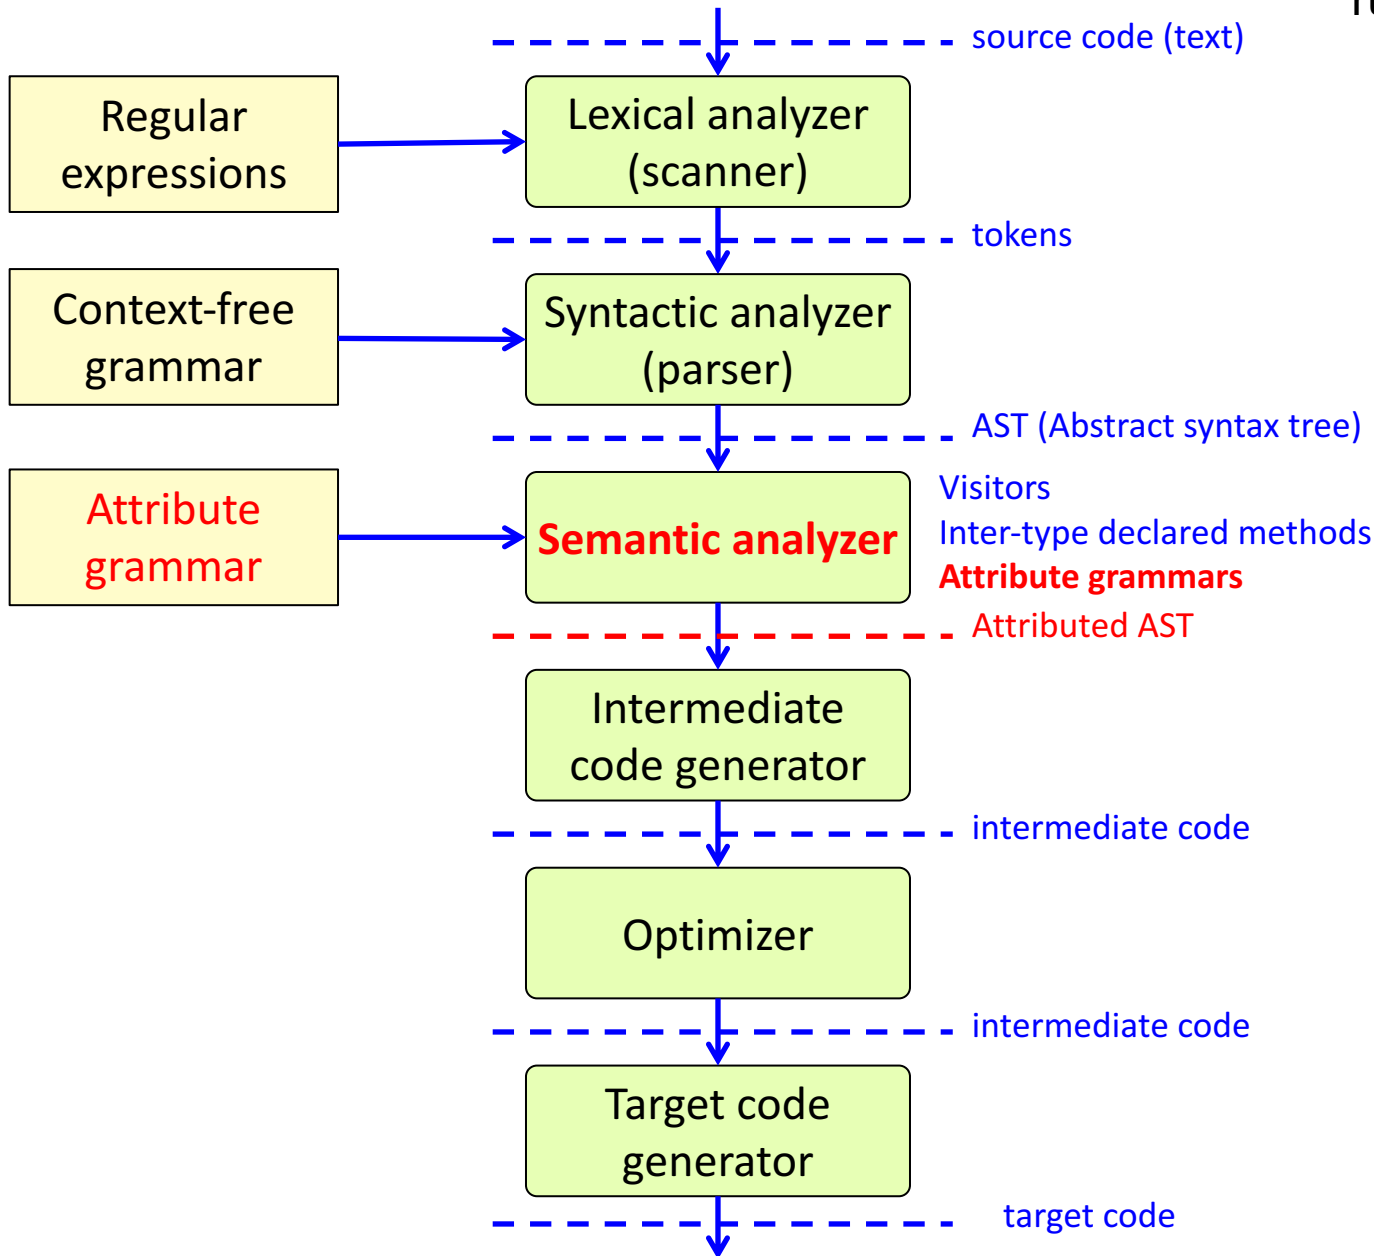 source code (text)
Regular
expressions
Lexical analyzer
(scanner)
tokens
Context-free
grammar
Syntactic analyzer
(parser)
AST (Abstract syntax tree)
Attribute
grammar
Semantic analyzer
Visitors
Inter-type declared methods
Attribute grammars
Attributed AST
Intermediate
code generator
intermediate code
Optimizer
intermediate code
Target code
generator
target code